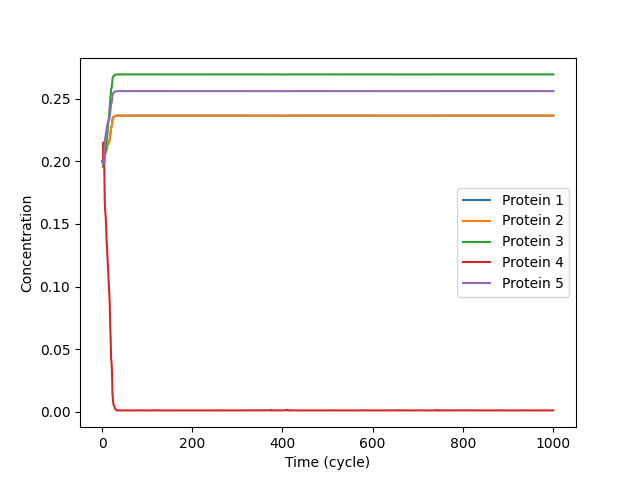 0.25
0.20
0.15
0.10
0.05
0.00
Concentration
Protein 1
Protein 2
Protein 3
Protein 4
Protein 5
0 200 400 600 800 1000
Time (cycle)